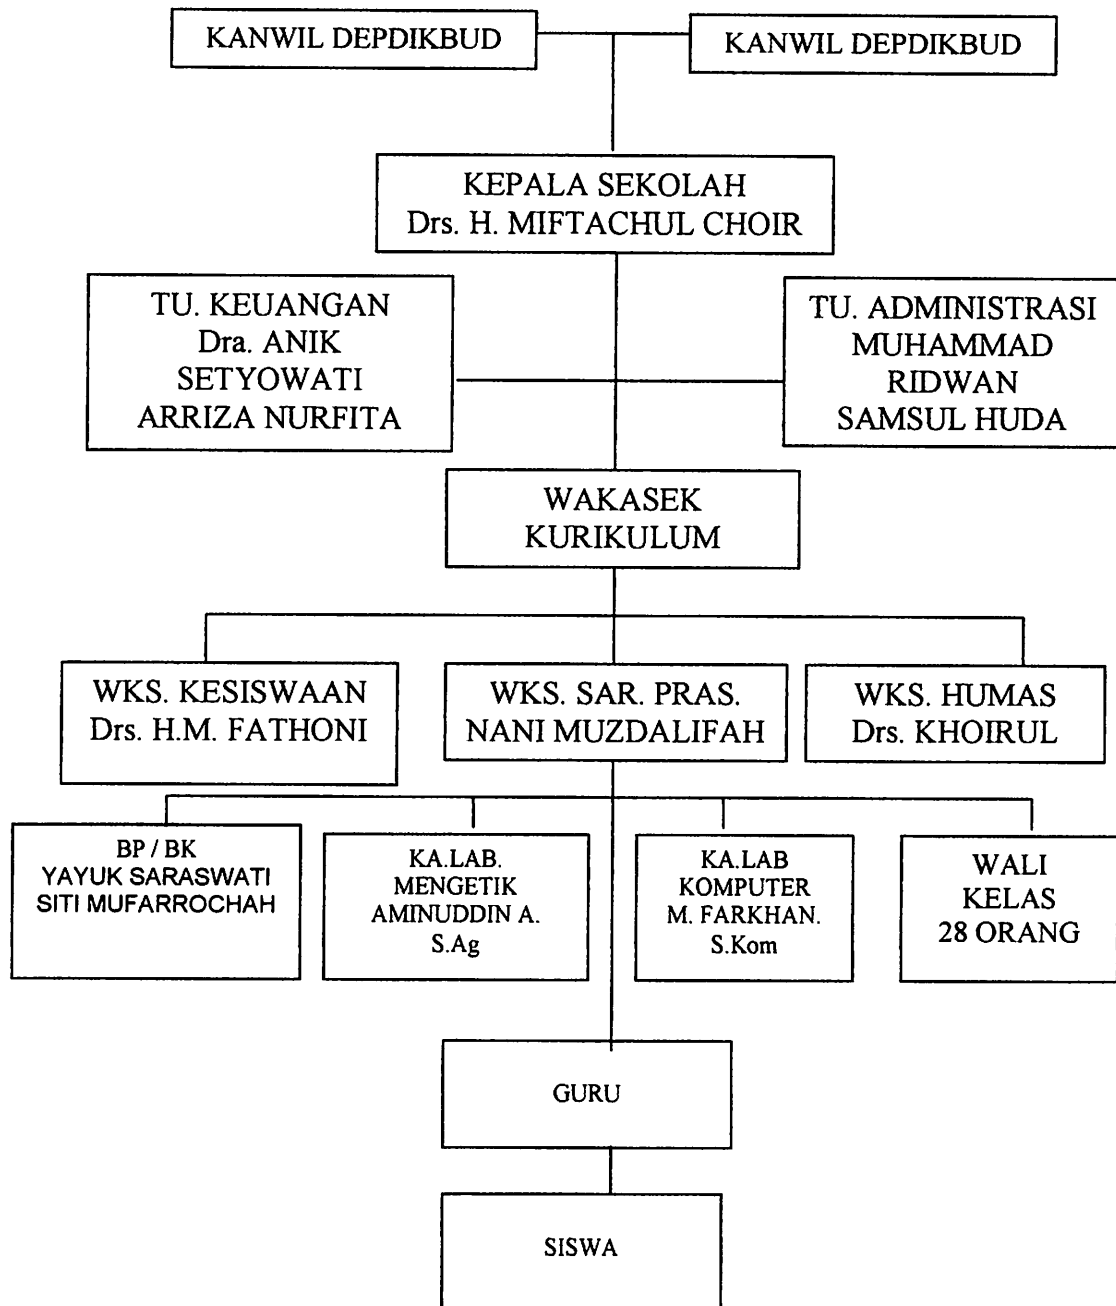 KANWIL DEPDIKBUD
KANWIL DEPDIKBUD
KEPALA SEKOLAH
Drs. H. MIFTACHUL CHOIR
TU. KEUANGAN
Dra. ANIK
SETYOWATI
ARRIZA NURFITA
TU. ADMINISTRASI
MUHAMMAD
RIDWAN
SAMSUL HUDA
WAKASEK
KURIKULUM
WKS. KESISWAAN
Drs. H.M. FATHONI
WKS. SAR. PRAS.
NANI MUZDALIFAH
WKS. HUMAS
Drs. KHOIRUL
BP / BK
YAYUK SARASWATI
SITI MUFARROCHAH
KA.LAB.
MENGETIK
AMINUDDIN A.
S.Ag
KA.LAB
KOMPUTER
M. FARKHAN.
S.Kom
WALI
KELAS
28 ORANG
GURU
SISWA